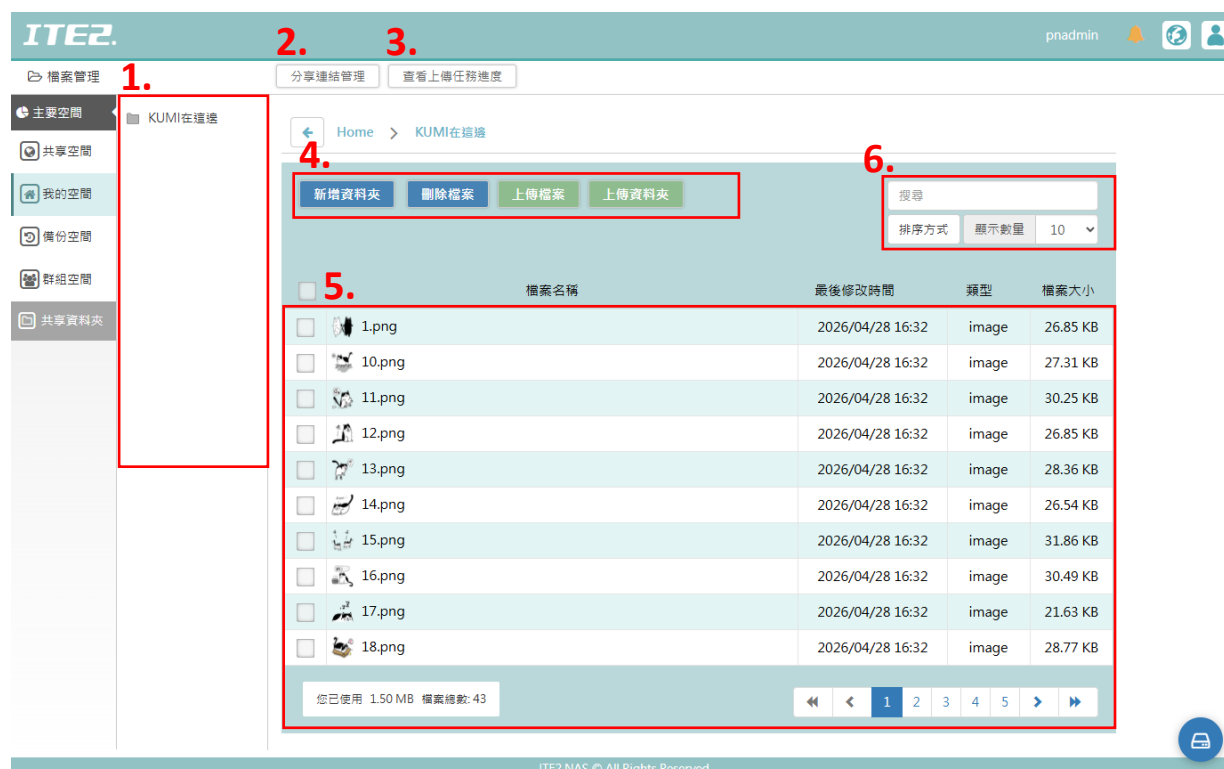 ITE2.
pnadmin
2.
3.
檔案管理
1.
分享連結管理
查看上傳任務進度
主要空間
共享空間
我的空間
備份空間
群組空間
共享資料夾
KUMI在這邊
Home > KUMI在這邊
4.
6.
新增資料夾 刪除檔案 上傳檔案 上傳資料夾
搜尋
排序方式 顯示數量 10
5.
檔案名稱 最後修改時間 類型 檔案大小
1.png 2026/04/28 16:32 image 26.85 KB
10.png 2026/04/28 16:32 image 27.31 KB
11.png 2026/04/28 16:32 image 30.25 KB
12.png 2026/04/28 16:32 image 26.85 KB
13.png 2026/04/28 16:32 image 28.36 KB
14.png 2026/04/28 16:32 image 26.54 KB
15.png 2026/04/28 16:32 image 31.86 KB
16.png 2026/04/28 16:32 image 30.49 KB
17.png 2026/04/28 16:32 image 21.63 KB
18.png 2026/04/28 16:32 image 28.77 KB
您已使用 1.50 MB 檔案總數: 43
1 2 3 4 5
ITE2 NAS © All Rights Reserved